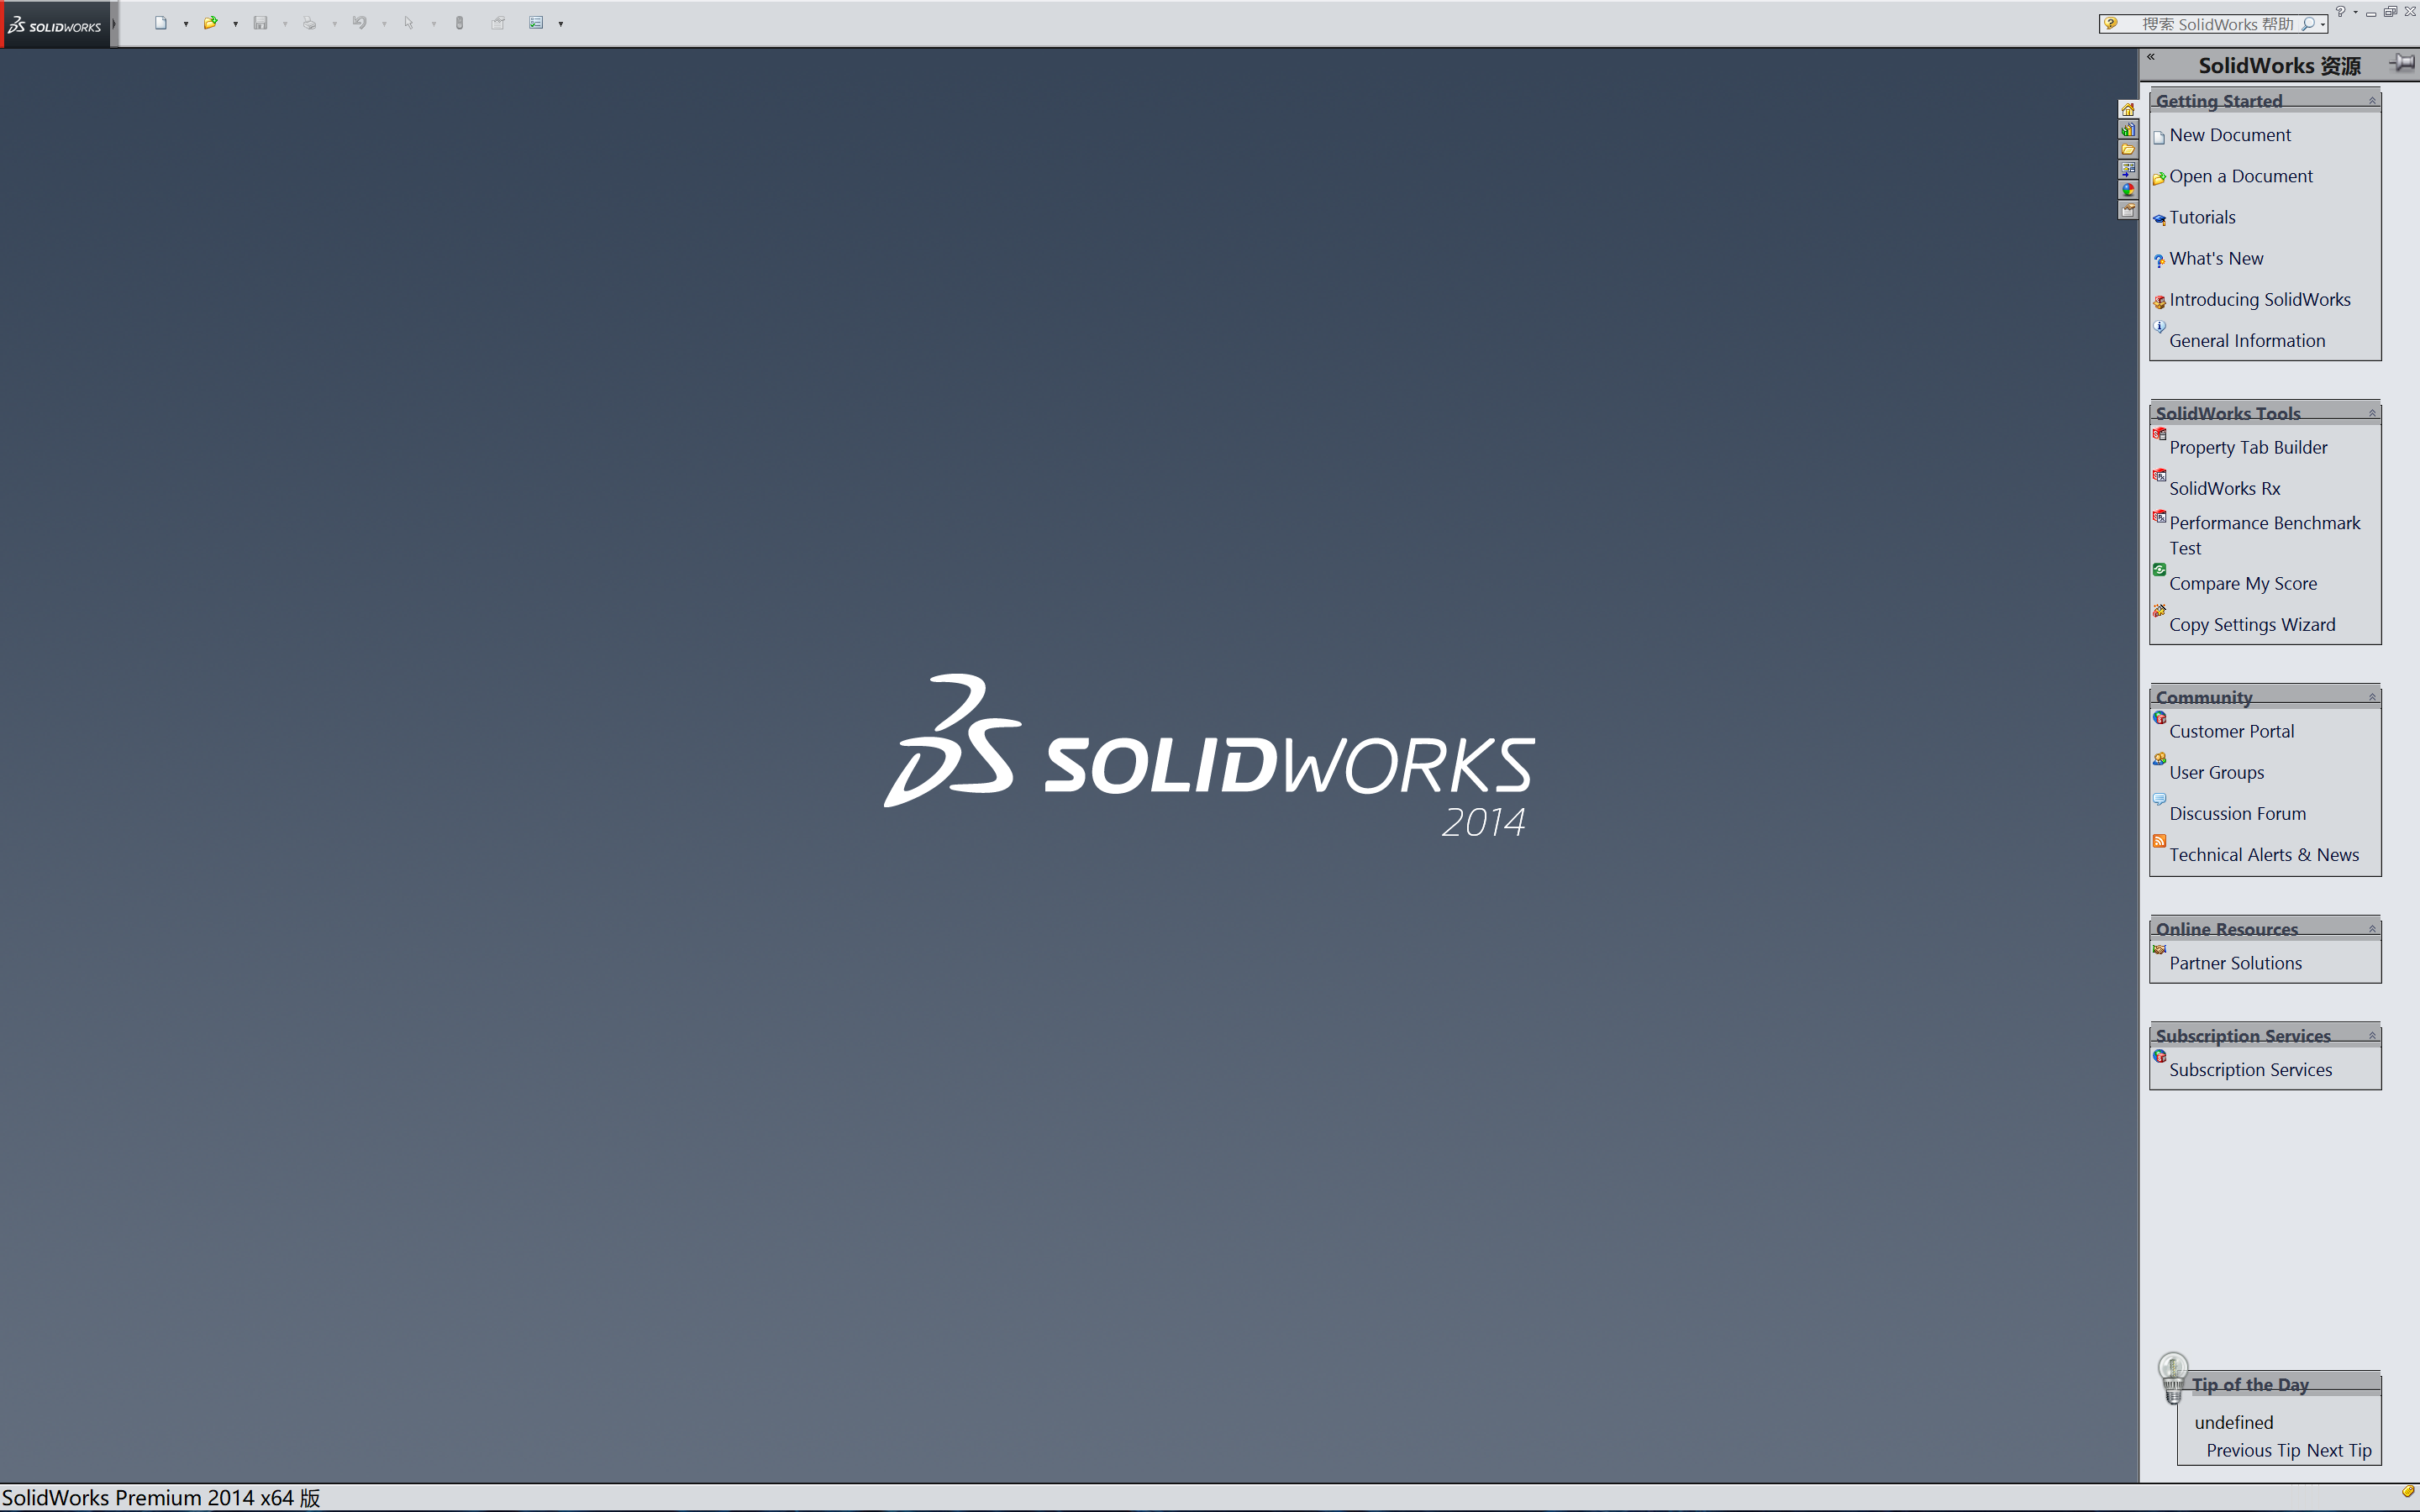 SOLIDWORKS
搜索 SolidWorks 帮助
SolidWorks 资源
Getting Started
New Document
Open a Document
Tutorials
What's New
Introducing SolidWorks
General Information
SolidWorks Tools
Property Tab Builder
SolidWorks Rx
Performance Benchmark
Test
Compare My Score
Copy Settings Wizard
Community
Customer Portal
User Groups
Discussion Forum
Technical Alerts & News
Online Resources
Partner Solutions
Subscription Services
Subscription Services
SOLIDWORKS
2014
Tip of the Day
undefined
Previous Tip Next Tip
SolidWorks Premium 2014 x64 版